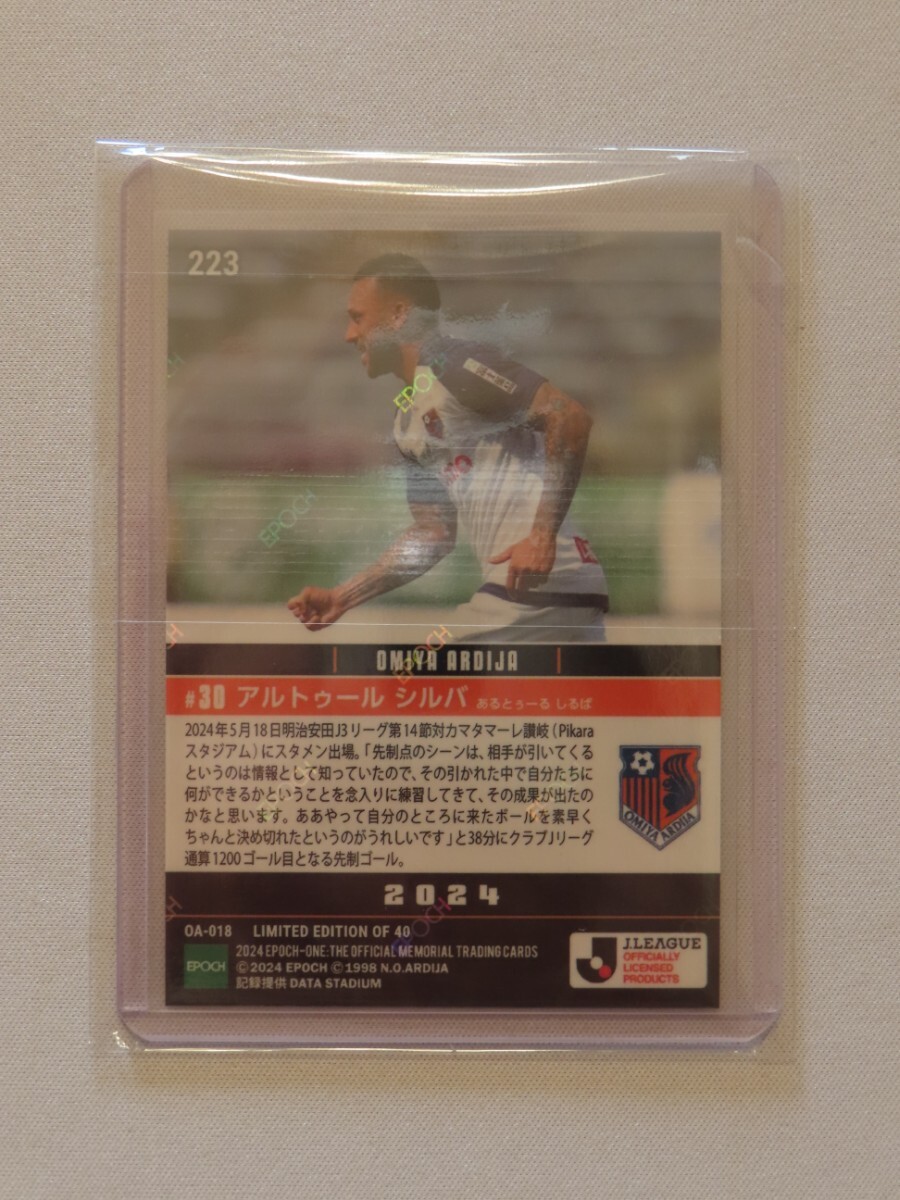 223
EPOCH
EPOCH
OMIYA ARDIJA
EPOCH
#30 アルトゥール シルバ あるとぅーる しるば
2024年5月18日明治安田J3リーグ第14節対カマタマーレ讃岐（Pikara
スタジアム）にスタメン出場。「先制点のシーンは、相手が引いてくる
というのは情報として知っていたので、その引かれた中で自分たちに
何ができるかということを念入りに練習してきて、その成果が出たの
かなと思います。ああやって自分のところに来たボールを素早く
ちゃんと決め切れたというのがうれしいです」と38分にクラブJリーグ
通算1200ゴール目となる先制ゴール。
OMIYA ARDIJA
2024
EPOCH
OA-018 LIMITED EDITION OF 40
EPOCH
2024 EPOCH-ONE:THE OFFICIAL MEMORIAL TRADING CARDS
©2024 EPOCH ©1998 N.O.ARDIJA
記録提供 DATA STADIUM
J.LEAGUE
OFFICIALLY
LICENSED
PRODUCTS